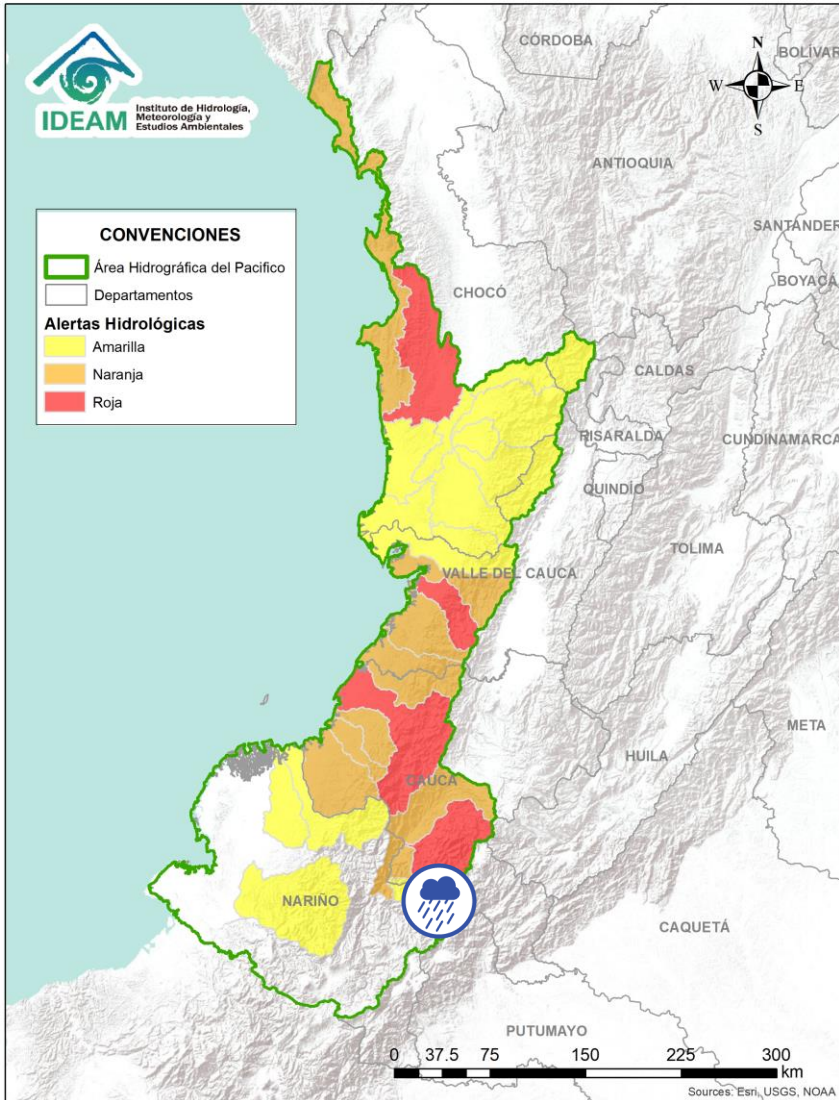 IDEAM
Instituto de Hidrología,
Meteorología y
Estudios Ambientales
CÓRDOBA
BOLÍVAR
N
W
E
S
ANTIOQUIA
CONVENCIONES
Área Hidrográfica del Pacifico
Departamentos
Alertas Hidrológicas
Amarilla
Naranja
Roja
SANTANDER
BOYACÁ
CHOCÓ
CALDAS
RISARALDA
CUNDINAMARCA
QUINDÍO
TOLIMA
VALLE DEL CAUCA
META
HUILA
CAUCA
NARIÑO
CAQUETÁ
PUTUMAYO
0 37.5 75 150 225 300
km
Sources: Esri, USGS, NOAA